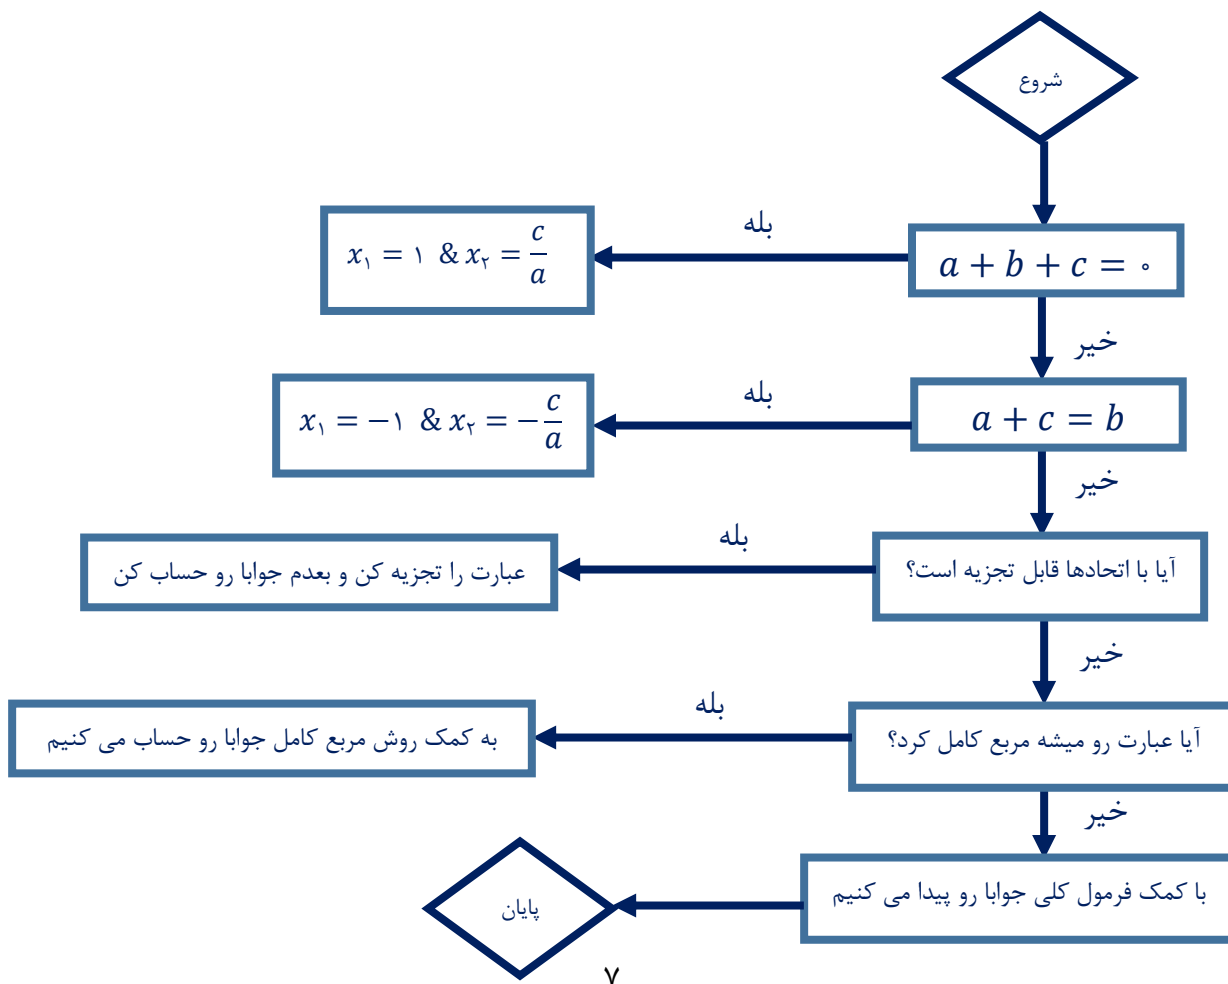 شروع
a + b + c = ۰
بله
x₁ = ۱ & x₂ = c/a
خیر
a + c = b
بله
x₁ = −۱ & x₂ = −c/a
خیر
آیا با اتحادها قابل تجزیه است؟
بله
عبارت را تجزیه کن و بعدم جوابا رو حساب کن
خیر
آیا عبارت رو میشه مربع کامل کرد؟
بله
به کمک روش مربع کامل جوابا رو حساب می کنیم
خیر
با کمک فرمول کلی جوابا رو پیدا می کنیم
پایان
۷